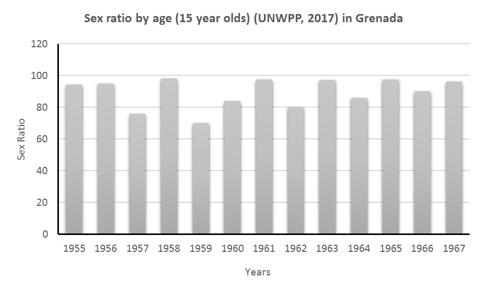 Sex ratio by age (15 year olds) (UNWPP, 2017) in Grenada
120
100
80
60
40
20
0
Sex Ratio
1955 1956 1957 1958 1959 1960 1961 1962 1963 1964 1965 1966 1967
Years